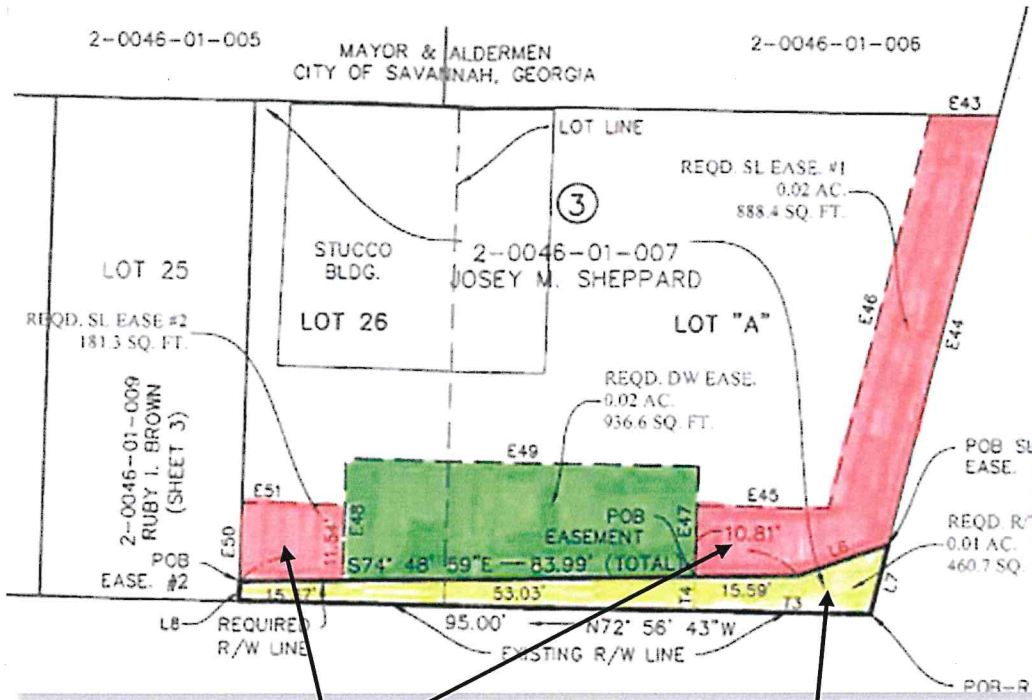 2-0046-01-005
MAYOR & ALDERMEN
CITY OF SAVANNAH, GEORGIA
2-0046-01-006
E43
LOT LINE
REQD. SL EASE. #1
0.02 AC.
888.4 SQ. FT.
3
STUCCO
BLDG.
2-0046-01-007
JOSEY M. SHEPPARD
LOT 25
LOT 26
LOT "A"
E46
E44
REQD. SL EASE #2
181.3 SQ. FT.
2-0046-01-009
RUBY I. BROWN
(SHEET 3)
REQD. DW EASE.
0.02 AC.
936.6 SQ. FT.
E49
POB SL
EASE.
E51
E50
11.54'
E48
POB
EASEMENT
E47
E45
10.81'
L6
REQD. R/
0.01 AC.
460.7 SQ.
POB
EASE. #2
S74° 48' 59"E — 83.99' (TOTAL)
L7
53.03'
T4
15.59'
T3
L8
REQUIRED
R/W LINE
95.00'
N72° 56' 43"W
EXISTING R/W LINE
POB-R